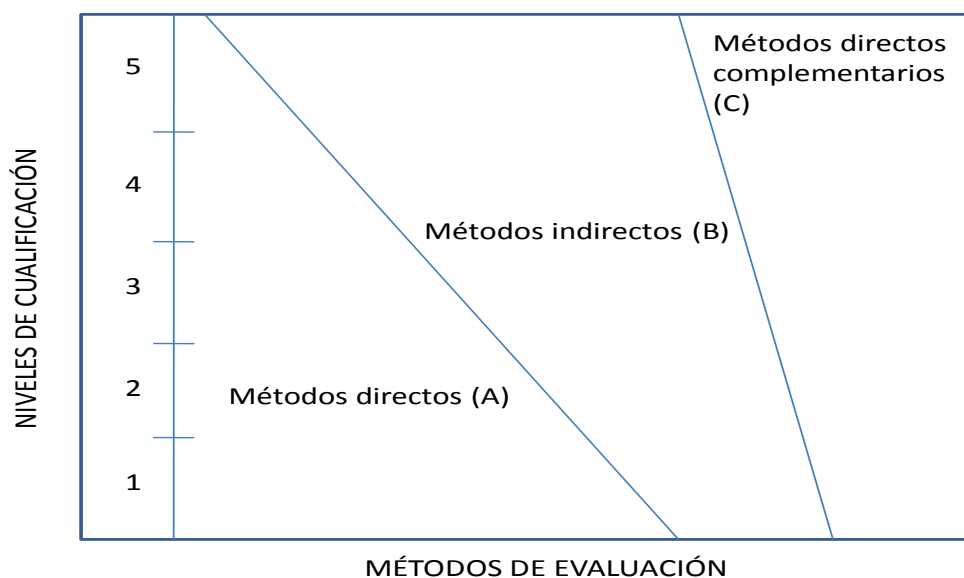 Métodos directos
complementarios
(C)
5
4
Métodos indirectos (B)
3
2
Métodos directos (A)
1
NIVELES DE CUALIFICACIÓN
MÉTODOS DE EVALUACIÓN